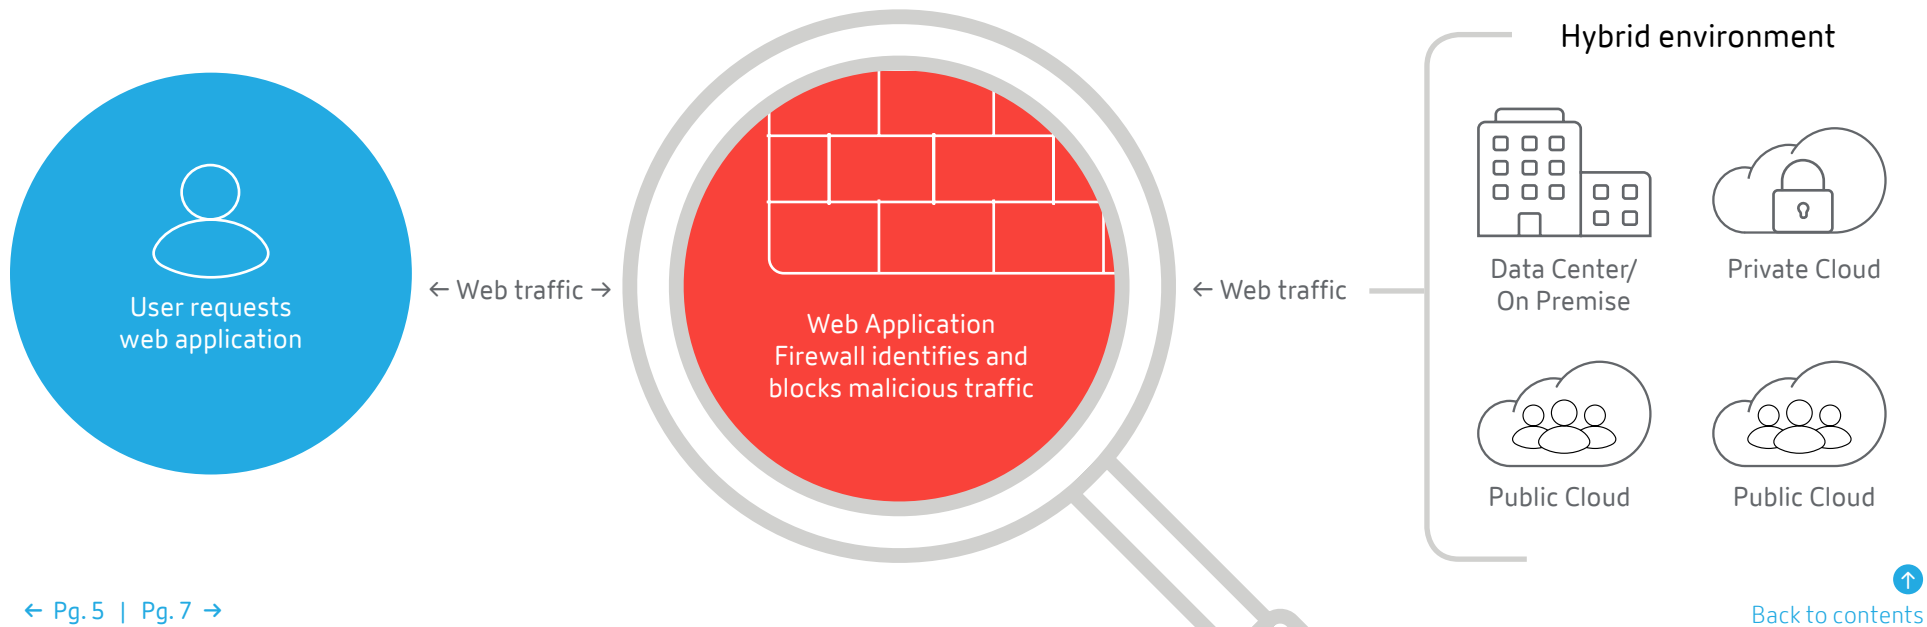 User requests
web application
← Web traffic →
Web Application
Firewall identifies and
blocks malicious traffic
← Web traffic
Hybrid environment
Data Center/
On Premise
Private Cloud
Public Cloud
Public Cloud
← Pg. 5 | Pg. 7 →
Back to contents